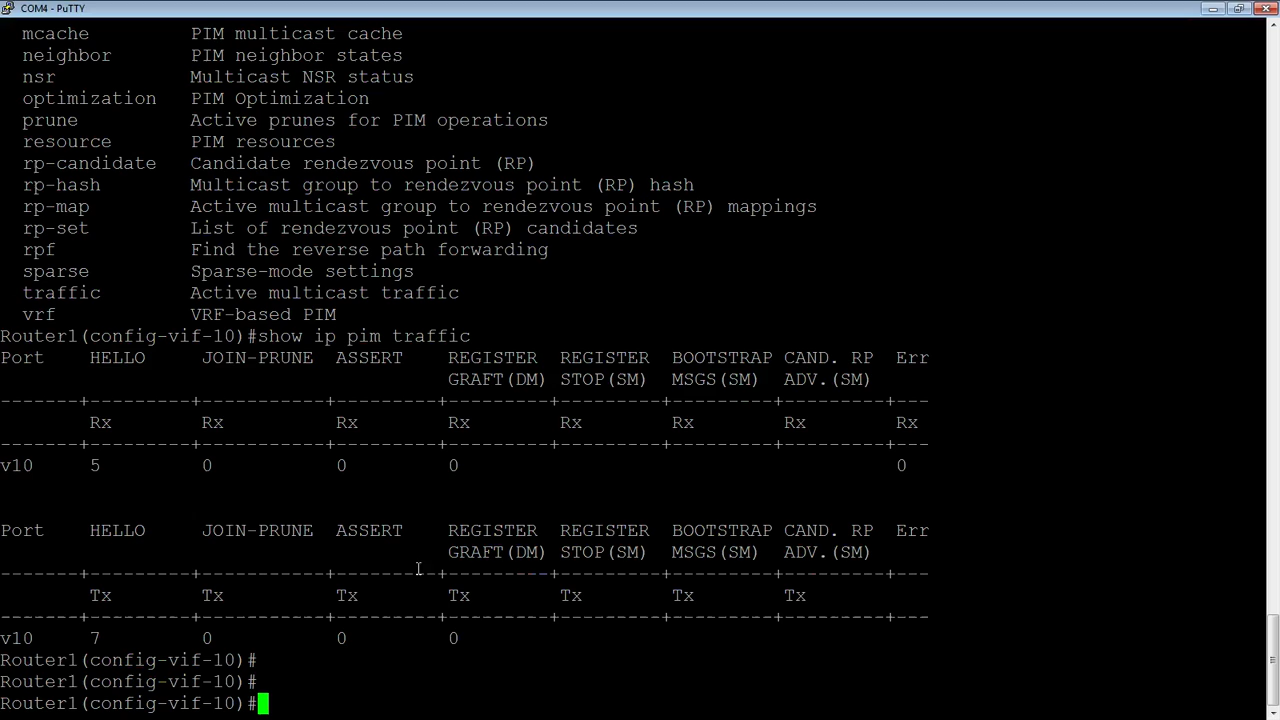 COM4 - PuTTY
mcache PIM multicast cache
neighbor PIM neighbor states
nsr Multicast NSR status
optimization PIM Optimization
prune Active prunes for PIM operations
resource PIM resources
rp-candidate Candidate rendezvous point (RP)
rp-hash Multicast group to rendezvous point (RP) hash
rp-map Active multicast group to rendezvous point (RP) mappings
rp-set List of rendezvous point (RP) candidates
rpf Find the reverse path forwarding
sparse Sparse-mode settings
traffic Active multicast traffic
vrf VRF-based PIM
Router1(config-vif-10)#show ip pim traffic
Port HELLO JOIN-PRUNE ASSERT REGISTER REGISTER BOOTSTRAP CAND. RP Err
GRAFT(DM) STOP(SM) MSGS(SM) ADV.(SM)
-------+---------+-----------+---------+---------+---------+---------+---------+---
Rx Rx Rx Rx Rx Rx Rx Rx
-------+---------+-----------+---------+---------+---------+---------+---------+---
v10 5 0 0 0 0
Port HELLO JOIN-PRUNE ASSERT REGISTER REGISTER BOOTSTRAP CAND. RP Err
GRAFT(DM) STOP(SM) MSGS(SM) ADV.(SM)
-------+---------+-----------+---------+---------+---------+---------+---------+---
Tx Tx Tx Tx Tx Tx Tx
-------+---------+-----------+---------+---------+---------+---------+---------+---
v10 7 0 0 0
Router1(config-vif-10)#
Router1(config-vif-10)#
Router1(config-vif-10)#